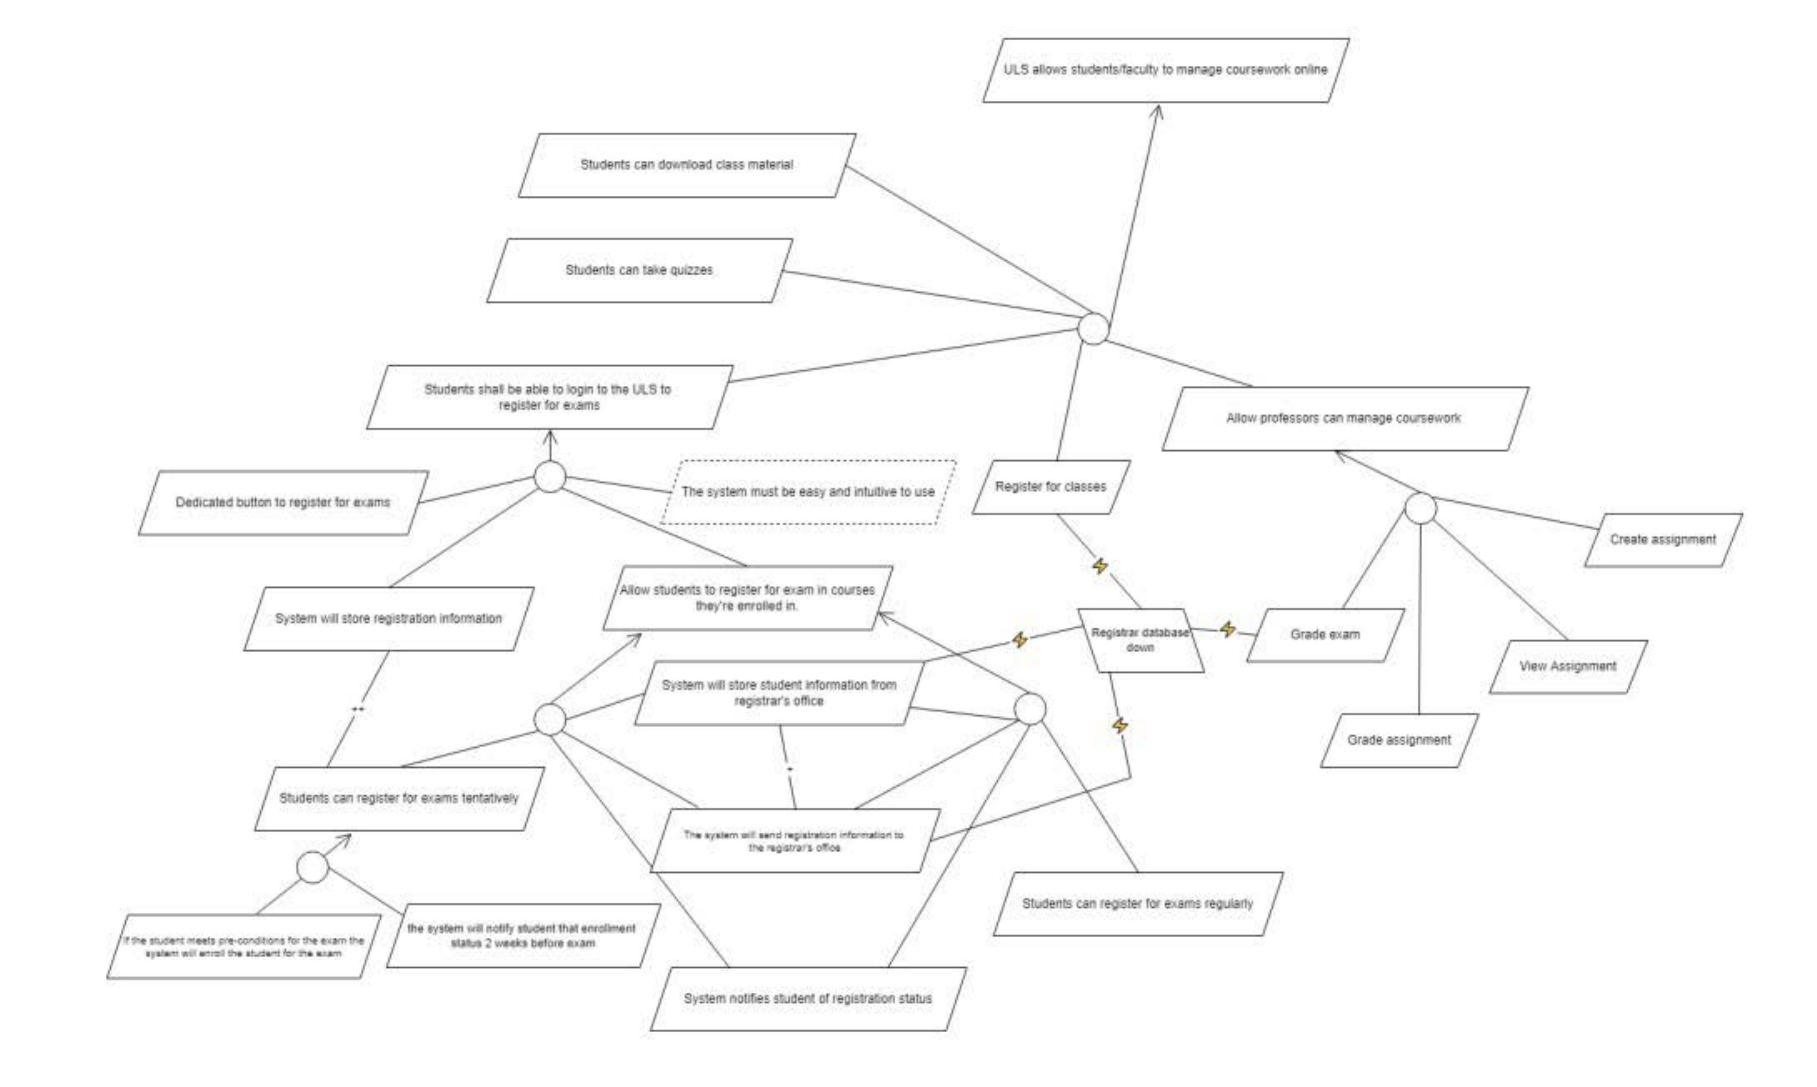 ULS allows students/faculty to manage coursework online
Students can download class material
Students can take quizzes
Students shall be able to login to the ULS to
register for exams
Allow professors can manage coursework
Dedicated button to register for exams
The system must be easy and intuitive to use
Register for classes
Create assignment
System will store registration information
Allow students to register for exam in courses
they're enrolled in.
Registrar database
down
Grade exam
View Assignment
System will store student information from
registrar's office
++
Grade assignment
+
Students can register for exams tentatively
The system will send registration information to
the registrar's office
Students can register for exams regularly
If the student meets pre-conditions for the exam the
system will enroll the student for the exam
the system will notify student that enrollment
status 2 weeks before exam
System notifies student of registration status